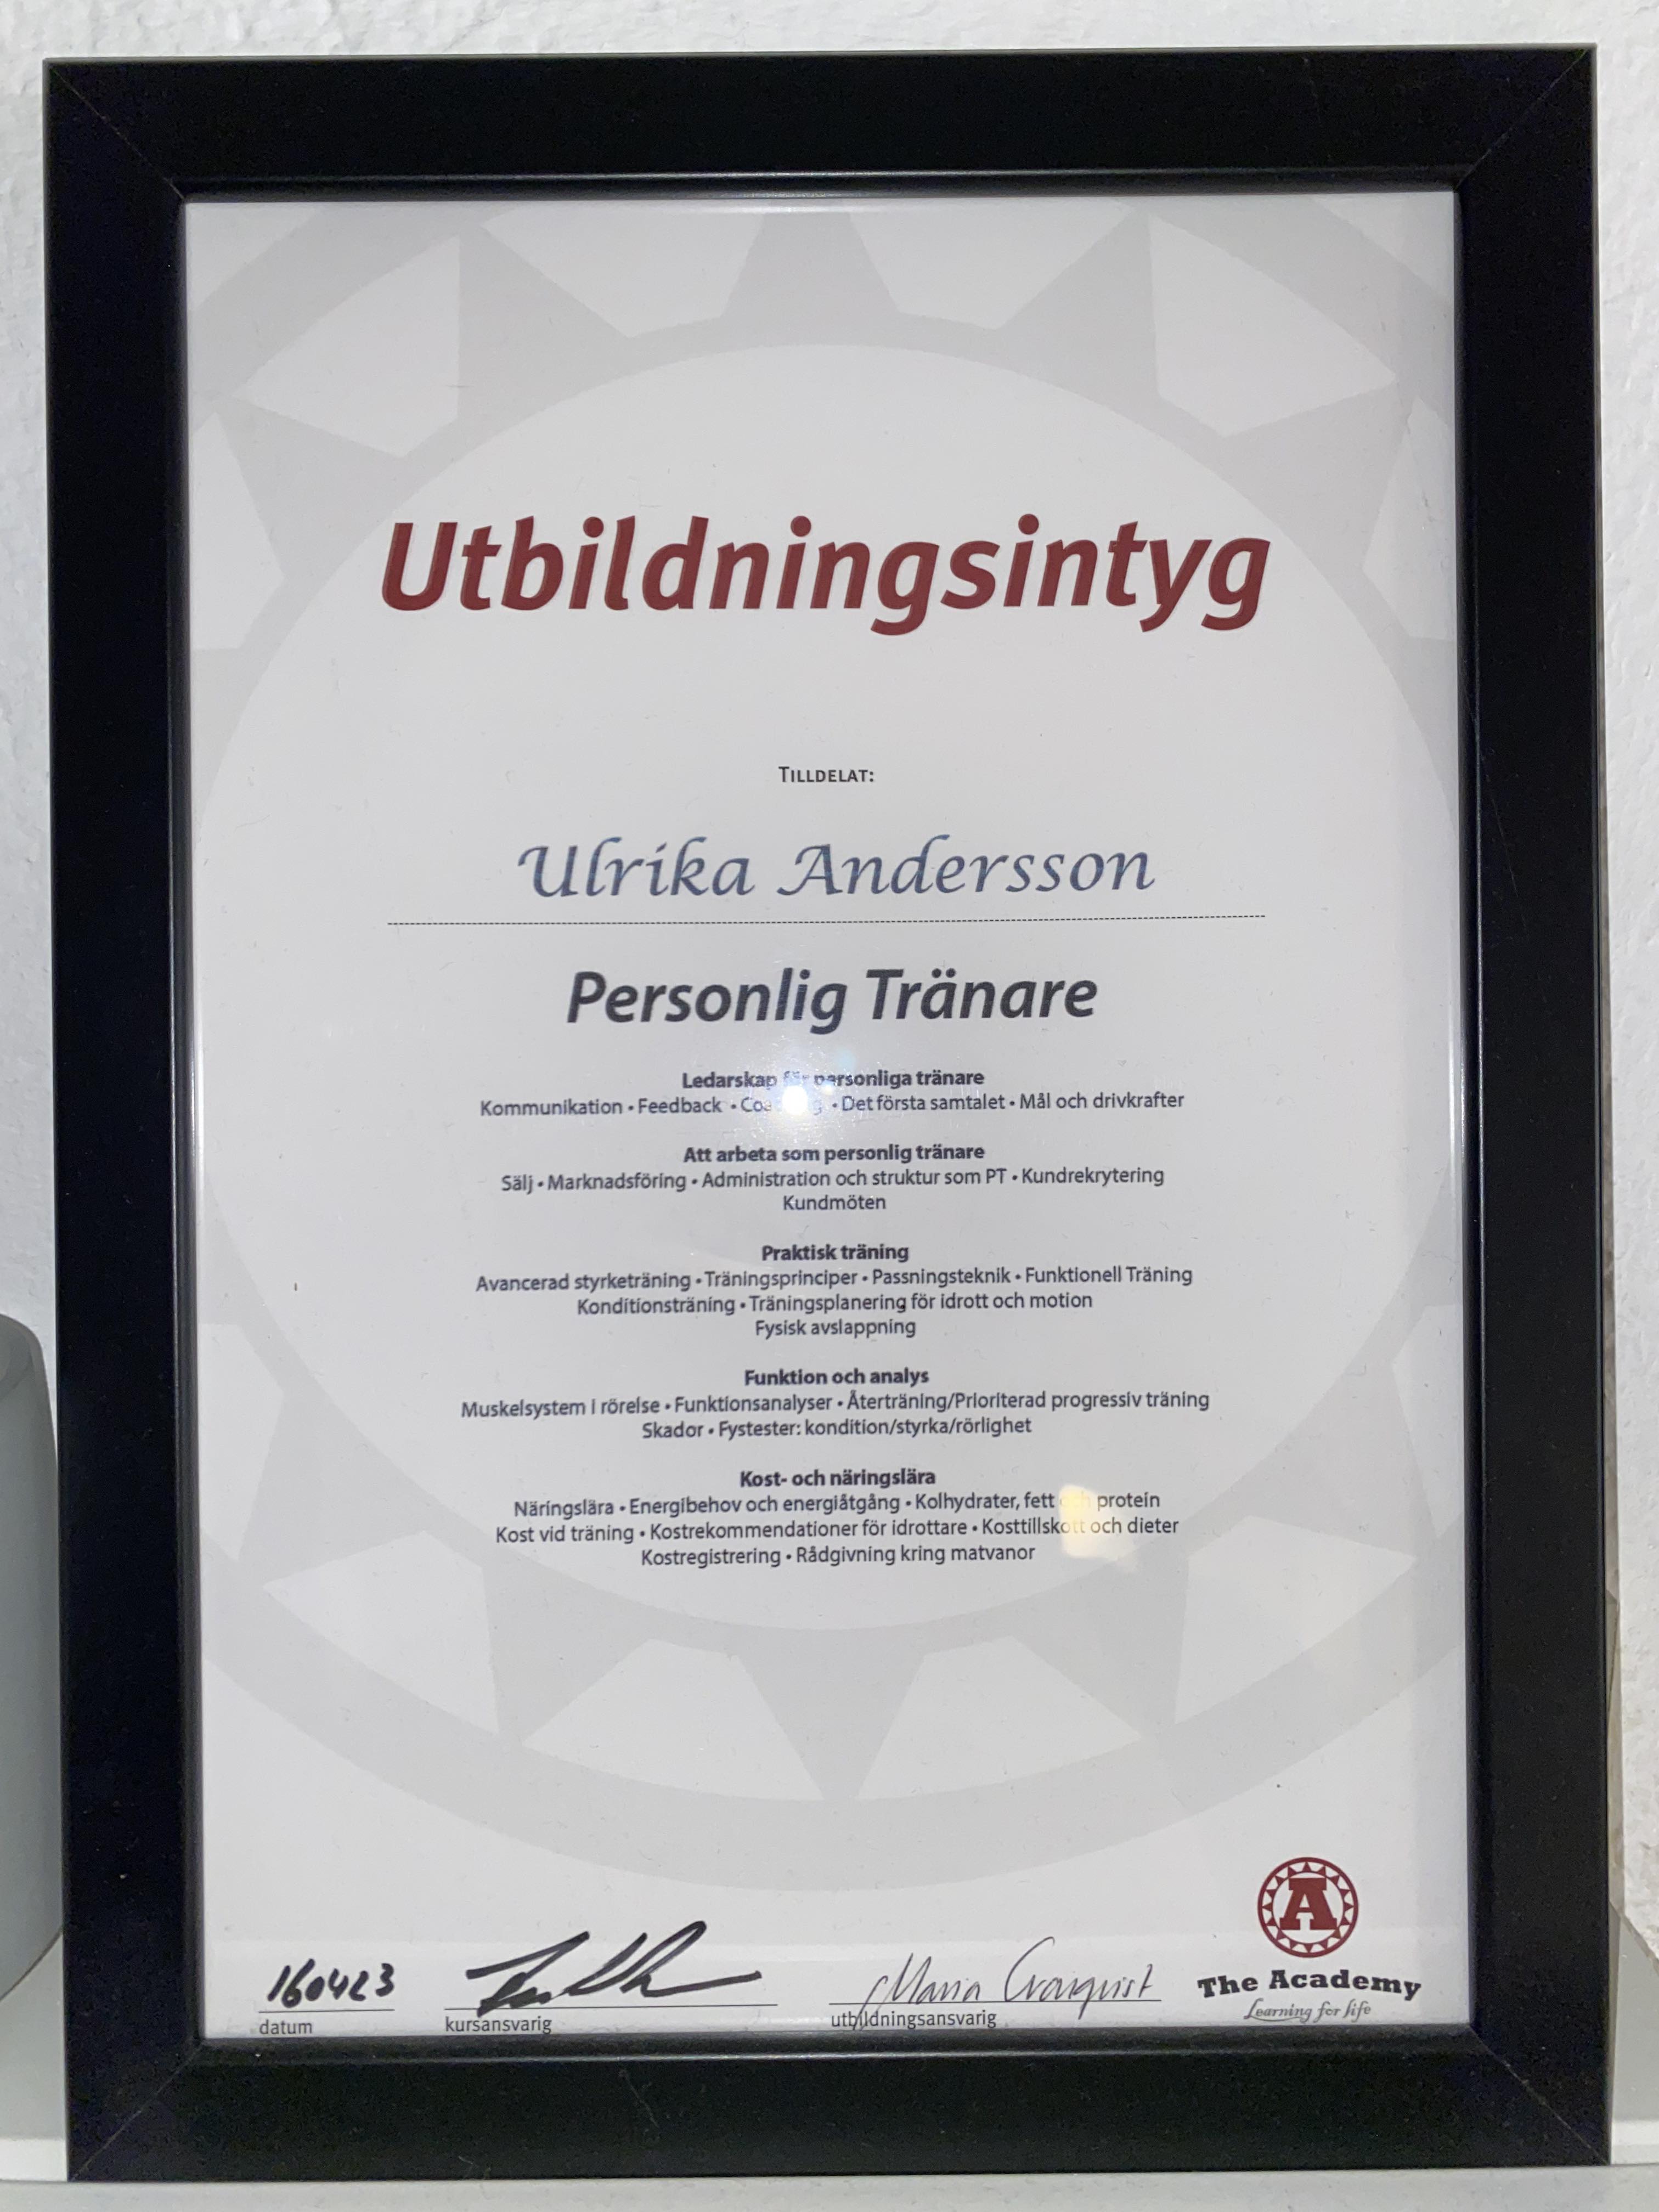 Utbildningsintyg
TILLDELAT:
Ulrika Andersson
Personlig Tränare
Ledarskap för personliga tränare
Kommunikation • Feedback • Coaching • Det första samtalet • Mål och drivkrafter
Att arbeta som personlig tränare
Sälj • Marknadsföring • Administration och struktur som PT • Kundrekrytering
Kundmöten
Praktisk träning
Avancerad styrketräning • Träningsprinciper • Passningsteknik • Funktionell Träning
Konditionsträning • Träningsplanering för idrott och motion
Fysisk avslappning
Funktion och analys
Muskelsystem i rörelse • Funktionsanalyser • Återträning/Prioriterad progressiv träning
Skador • Fystester: kondition/styrka/rörlighet
Kost- och näringslära
Näringslära • Energibehov och energiåtgång • Kolhydrater, fett och protein
Kost vid träning • Kostrekommendationer för idrottare • Kosttillskott och dieter
Kostregistrering • Rådgivning kring matvanor
160423
Maria
datum
kursansvarig
utbildningsansvarig
A
The Academy
Learning for life